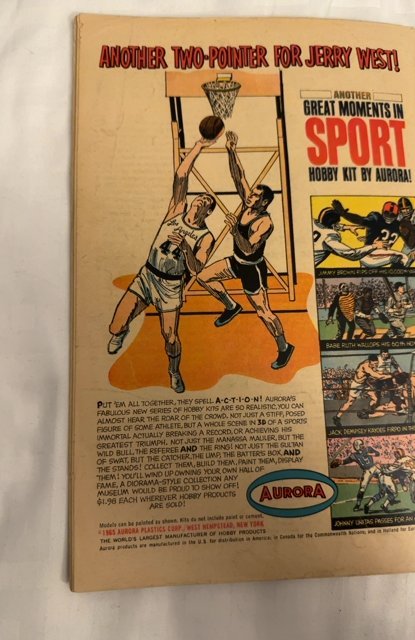 ANOTHER TWO-POINTER FOR JERRY WEST!
ANOTHER
GREAT MOMENTS IN
SPORT
HOBBY KIT BY AURORA!
Los Angeles
44
32
JIMMY BROWN RIPS OFF HIS 10,000th
BABE RUTH WALLOPS HIS 60th HO
JACK DEMPSEY KAYOES FIRPO IN TH
JOHNNY UNITAS PASSES FOR AN
PUT 'EM ALL TOGETHER, THEY SPELL A-C-T-I-O-N! AURORA'S
FABULOUS NEW SERIES OF HOBBY KITS ARE SO REALISTIC, YOU CAN
ALMOST HEAR THE ROAR OF THE CROWD. NOT JUST A STIFF, POSED
FIGURE OF SOME ATHLETE, BUT A WHOLE SCENE IN 3D OF A SPORTS
IMMORTAL ACTUALLY BREAKING A RECORD, OR ACHIEVING HIS
GREATEST TRIUMPH. NOT JUST THE MANASSA MAULER, BUT THE
WILD BULL, THE REFEREE AND THE RING! NOT JUST THE SULTAN
OF SWAT, BUT THE CATCHER, THE UMP, THE BATTER'S BOX, AND
THE STANDS! COLLECT THEM, BUILD THEM, PAINT THEM, DISPLAY
THEM! YOU'LL WIND UP OWNING YOUR OWN HALL OF
FAME, A DIORAMA-STYLE COLLECTION ANY
MUSEUM WOULD BE PROUD TO SHOW OFF!
$1.98 EACH WHEREVER HOBBY PRODUCTS
ARE SOLD!
AURORA
Models can be painted as shown. Kits do not include paint or cement.
©1965 AURORA PLASTICS CORP., WEST HEMPSTEAD, NEW YORK
THE WORLD'S LARGEST MANUFACTURER OF HOBBY PRODUCTS
Aurora products are manufactured in the U.S. for distribution in America; in Canada for the Commonwealth Nations; and in Holland for Eur